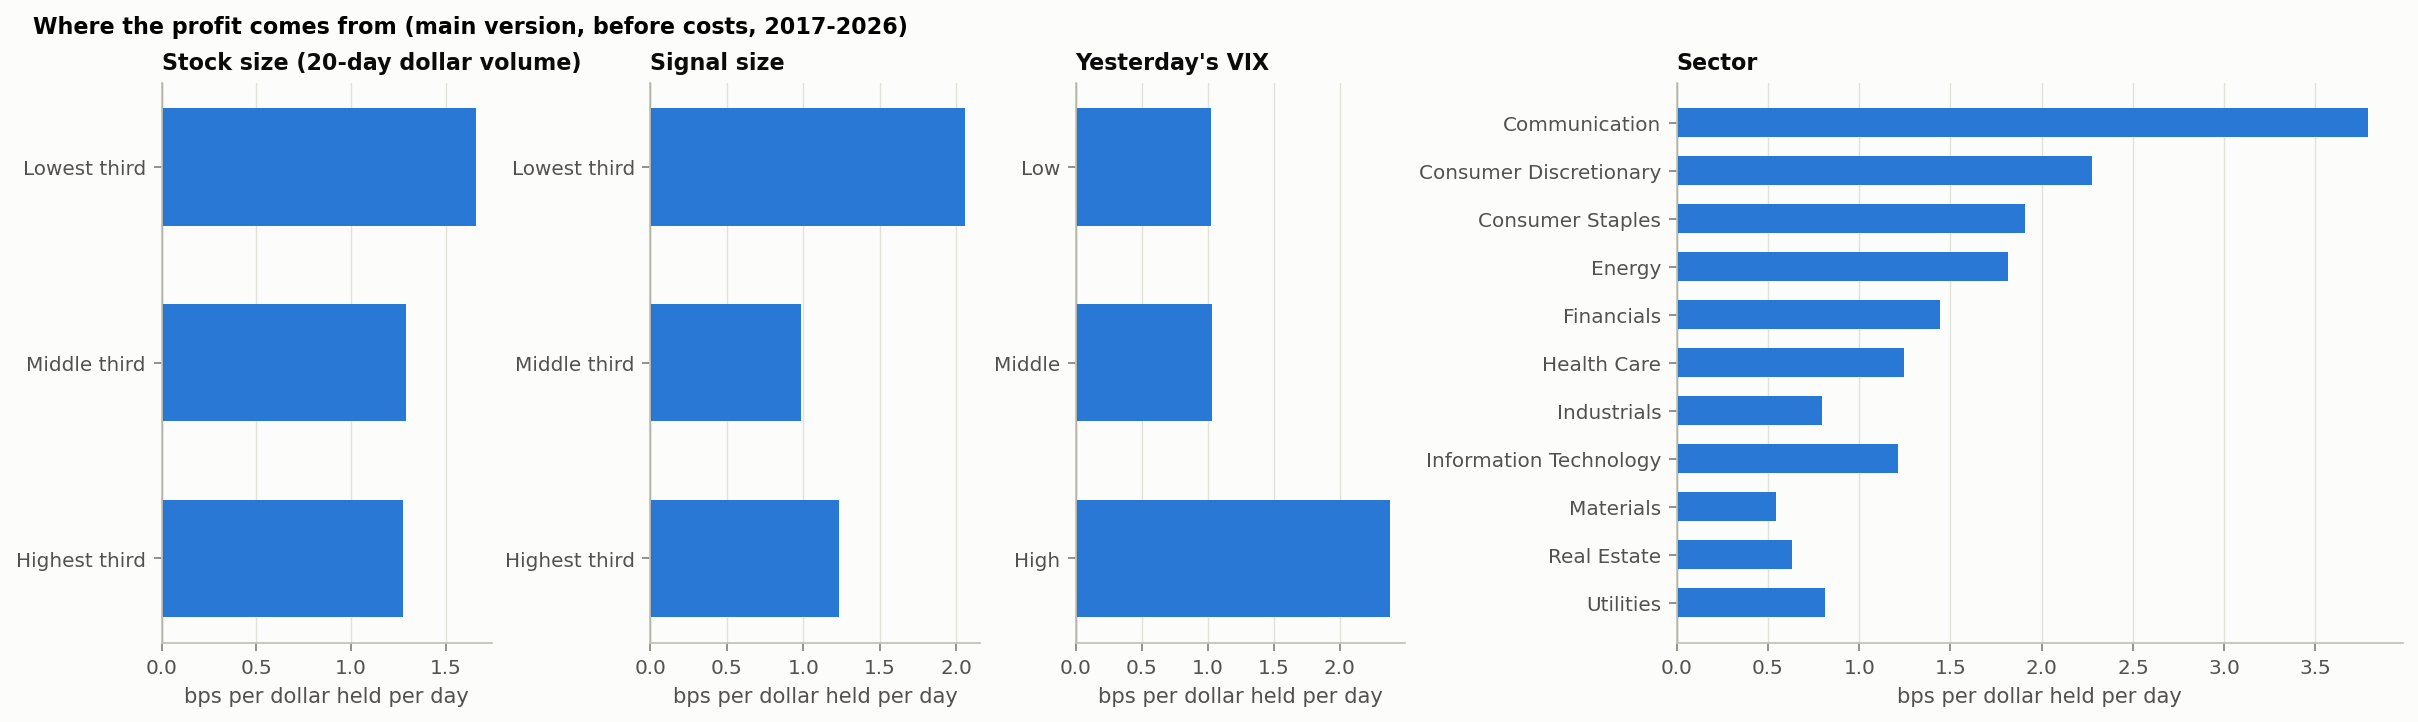 Where the profit comes from (main version, before costs, 2017-2026)
Stock size (20-day dollar volume)
Lowest third
Middle third
Highest third
0.0 0.5 1.0 1.5
bps per dollar held per day
Signal size
Lowest third
Middle third
Highest third
0.0 0.5 1.0 1.5 2.0
bps per dollar held per day
Yesterday's VIX
Low
Middle
High
0.0 0.5 1.0 1.5 2.0
bps per dollar held per day
Sector
Communication
Consumer Discretionary
Consumer Staples
Energy
Financials
Health Care
Industrials
Information Technology
Materials
Real Estate
Utilities
0.0 0.5 1.0 1.5 2.0 2.5 3.0 3.5
bps per dollar held per day